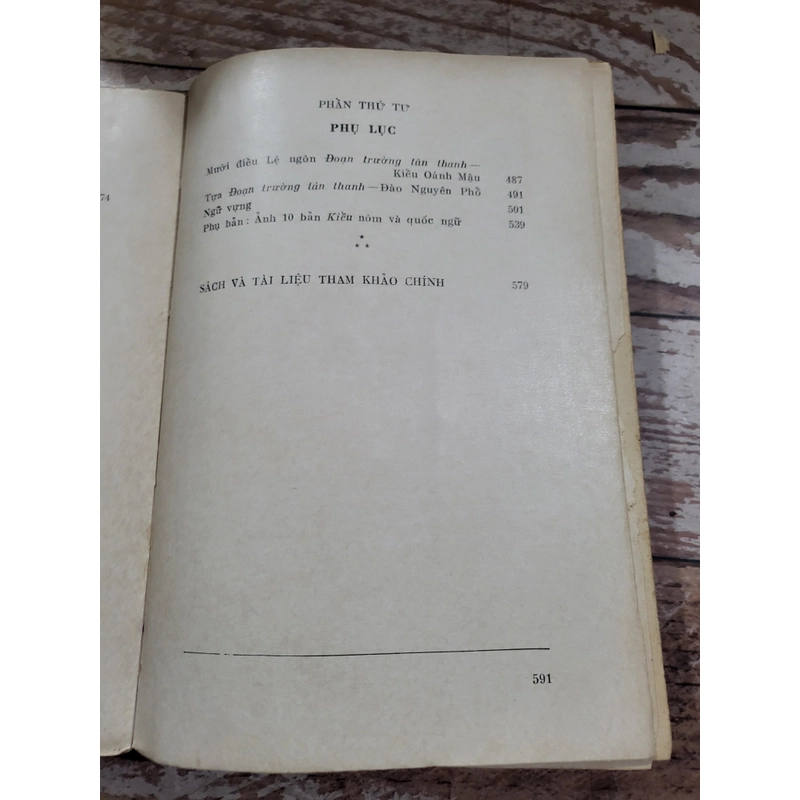 74
PHẦN THỨ TƯ
PHỤ LỤC
Mười điều Lệ ngôn Đoạn trường tân thanh —
Kiều Oánh Mậu 487
Tựa Đoạn trường tân thanh — Đào Nguyên Phổ 491
Ngữ vựng 501
Phụ bản : Ảnh 10 bản Kiều nôm và quốc ngữ 539
SÁCH VÀ TÀI LIỆU THAM KHẢO CHÍNH 579
591